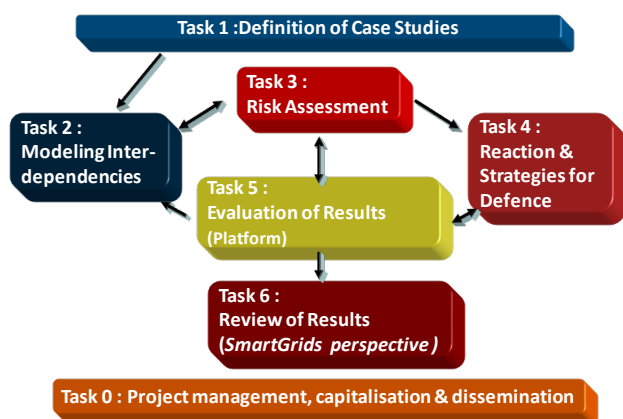 Task 1 :Definition of Case Studies
Task 3 :
Risk Assessment
Task 2 :
Modeling Inter-
dependencies
Task 4 :
Reaction &
Strategies for
Defence
Task 5 :
Evaluation of Results
(Platform)
Task 6 :
Review of Results
(SmartGrids perspective )
Task 0 : Project management, capitalisation & dissemination